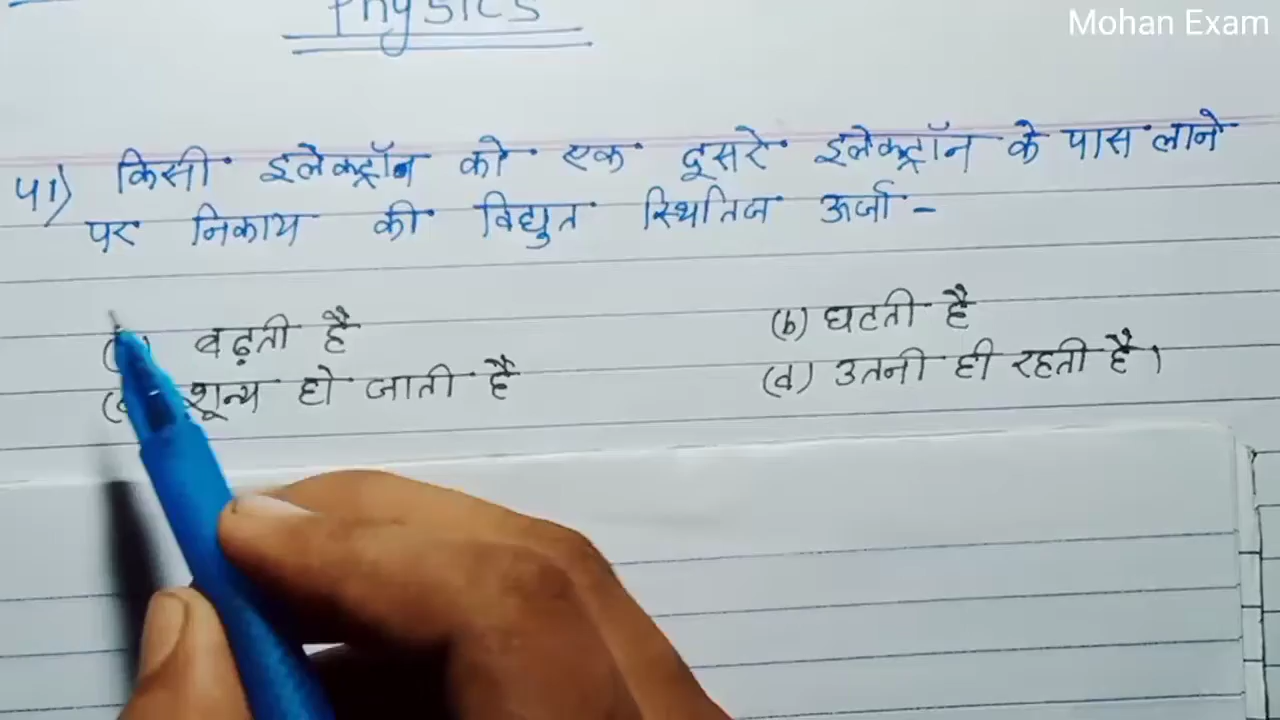 Mohan Exam
Physics
41) किसी इलेक्ट्रॉन को एक दूसरे इलेक्ट्रॉन के पास लाने
पर निकाय की विद्युत स्थितिज ऊर्जा -
बढ़ती है (b) घटती है
शून्य हो जाती है (d) उतनी ही रहती है।